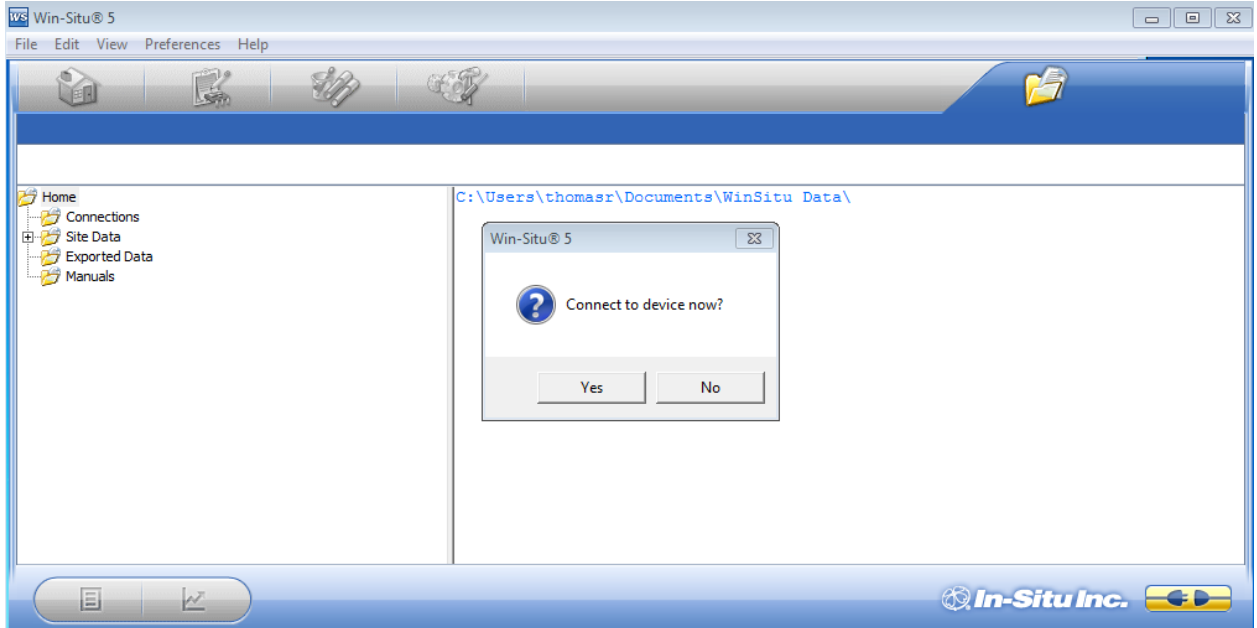 WS Win-Situ® 5
File Edit View Preferences Help
Home
Connections
Site Data
Exported Data
Manuals
C:\Users\thomasr\Documents\WinSitu Data\
Win-Situ® 5
Connect to device now?
Yes No
In-Situ Inc.